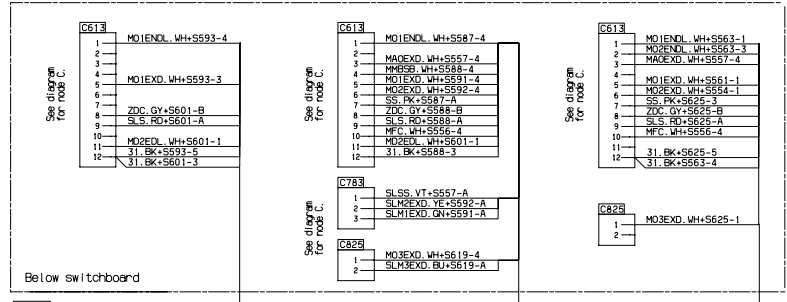 C613
1 MO1ENDL.WH+S593-4
2
3
4
5 MO1EXD.WH+S593-3
6
7
8 ZDC.GY+S601-B
9 SLS.RD+S601-A
10
11 MD2EDL.WH+S601-1
12 31.BK+S593-5
31.BK+S601-3
See diagram
for node C.
C613
1 MO1ENDL.WH+S587-4
2
3 MAOEXD.WH+S557-4
4 MMBSB.WH+S588-4
5 MO1EXD.WH+S591-4
6 MO2EXD.WH+S592-4
7 SS.PK+S587-A
8 ZDC.GY+S588-B
9 SLS.RD+S588-A
10 MFC.WH+S556-4
11 MD2EDL.WH+S601-1
12 31.BK+S588-3
See diagram
for node C.
C783
1 SLSS.VT+S557-A
2 SLM2EXD.YE+S592-A
3 SLM1EXD.GN+S591-A
C825
1 MO3EXD.WH+S619-4
2 SLM3EXD.BU+S619-A
See diagram
for node C.
C613
1 MO1ENDL.WH+S563-1
2 MO2ENDL.WH+S563-3
3 MAOEXD.WH+S557-4
4
5 MO1EXD.WH+S561-1
6 MO2EXD.WH+S554-1
7 SS.PK+S625-3
8 ZDC.GY+S625-B
9 SLS.RD+S625-A
10 MFC.WH+S556-4
11
12 31.BK+S625-5
31.BK+S563-4
See diagram
for node C.
C825
1 MO3EXD.WH+S625-1
2
Below switchboard